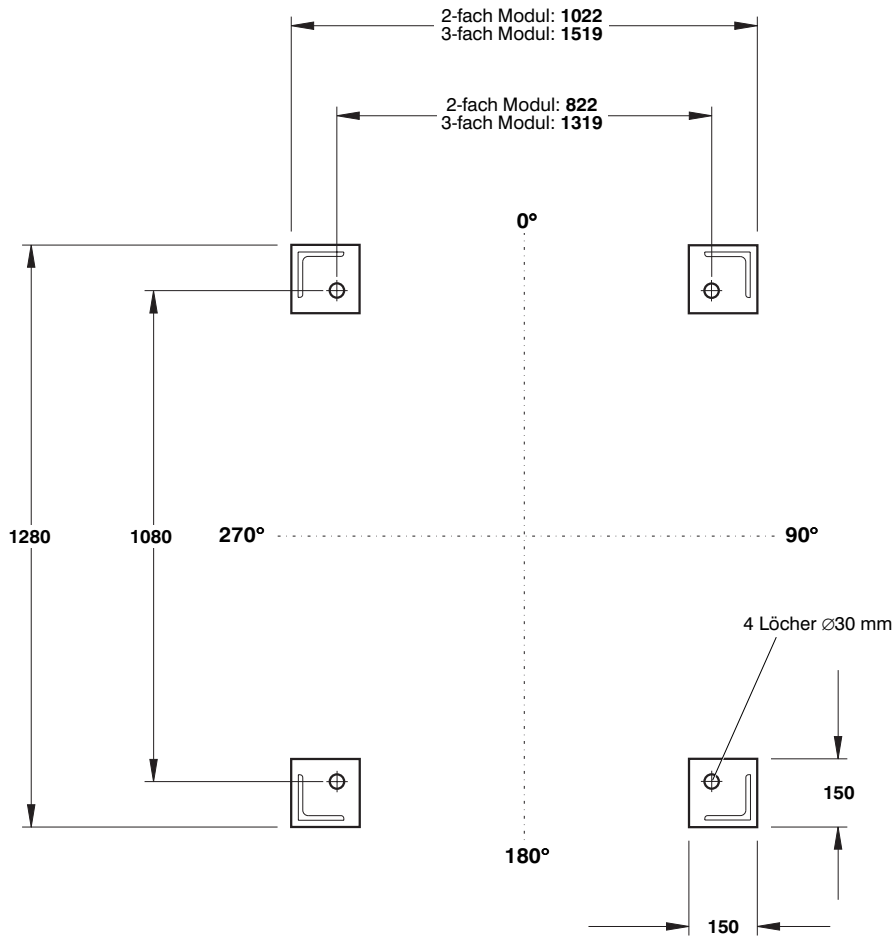 2-fach Modul: 1022
3-fach Modul: 1519
2-fach Modul: 822
3-fach Modul: 1319
0°
1280
1080
270°
90°
4 Löcher ∅30 mm
150
180°
150